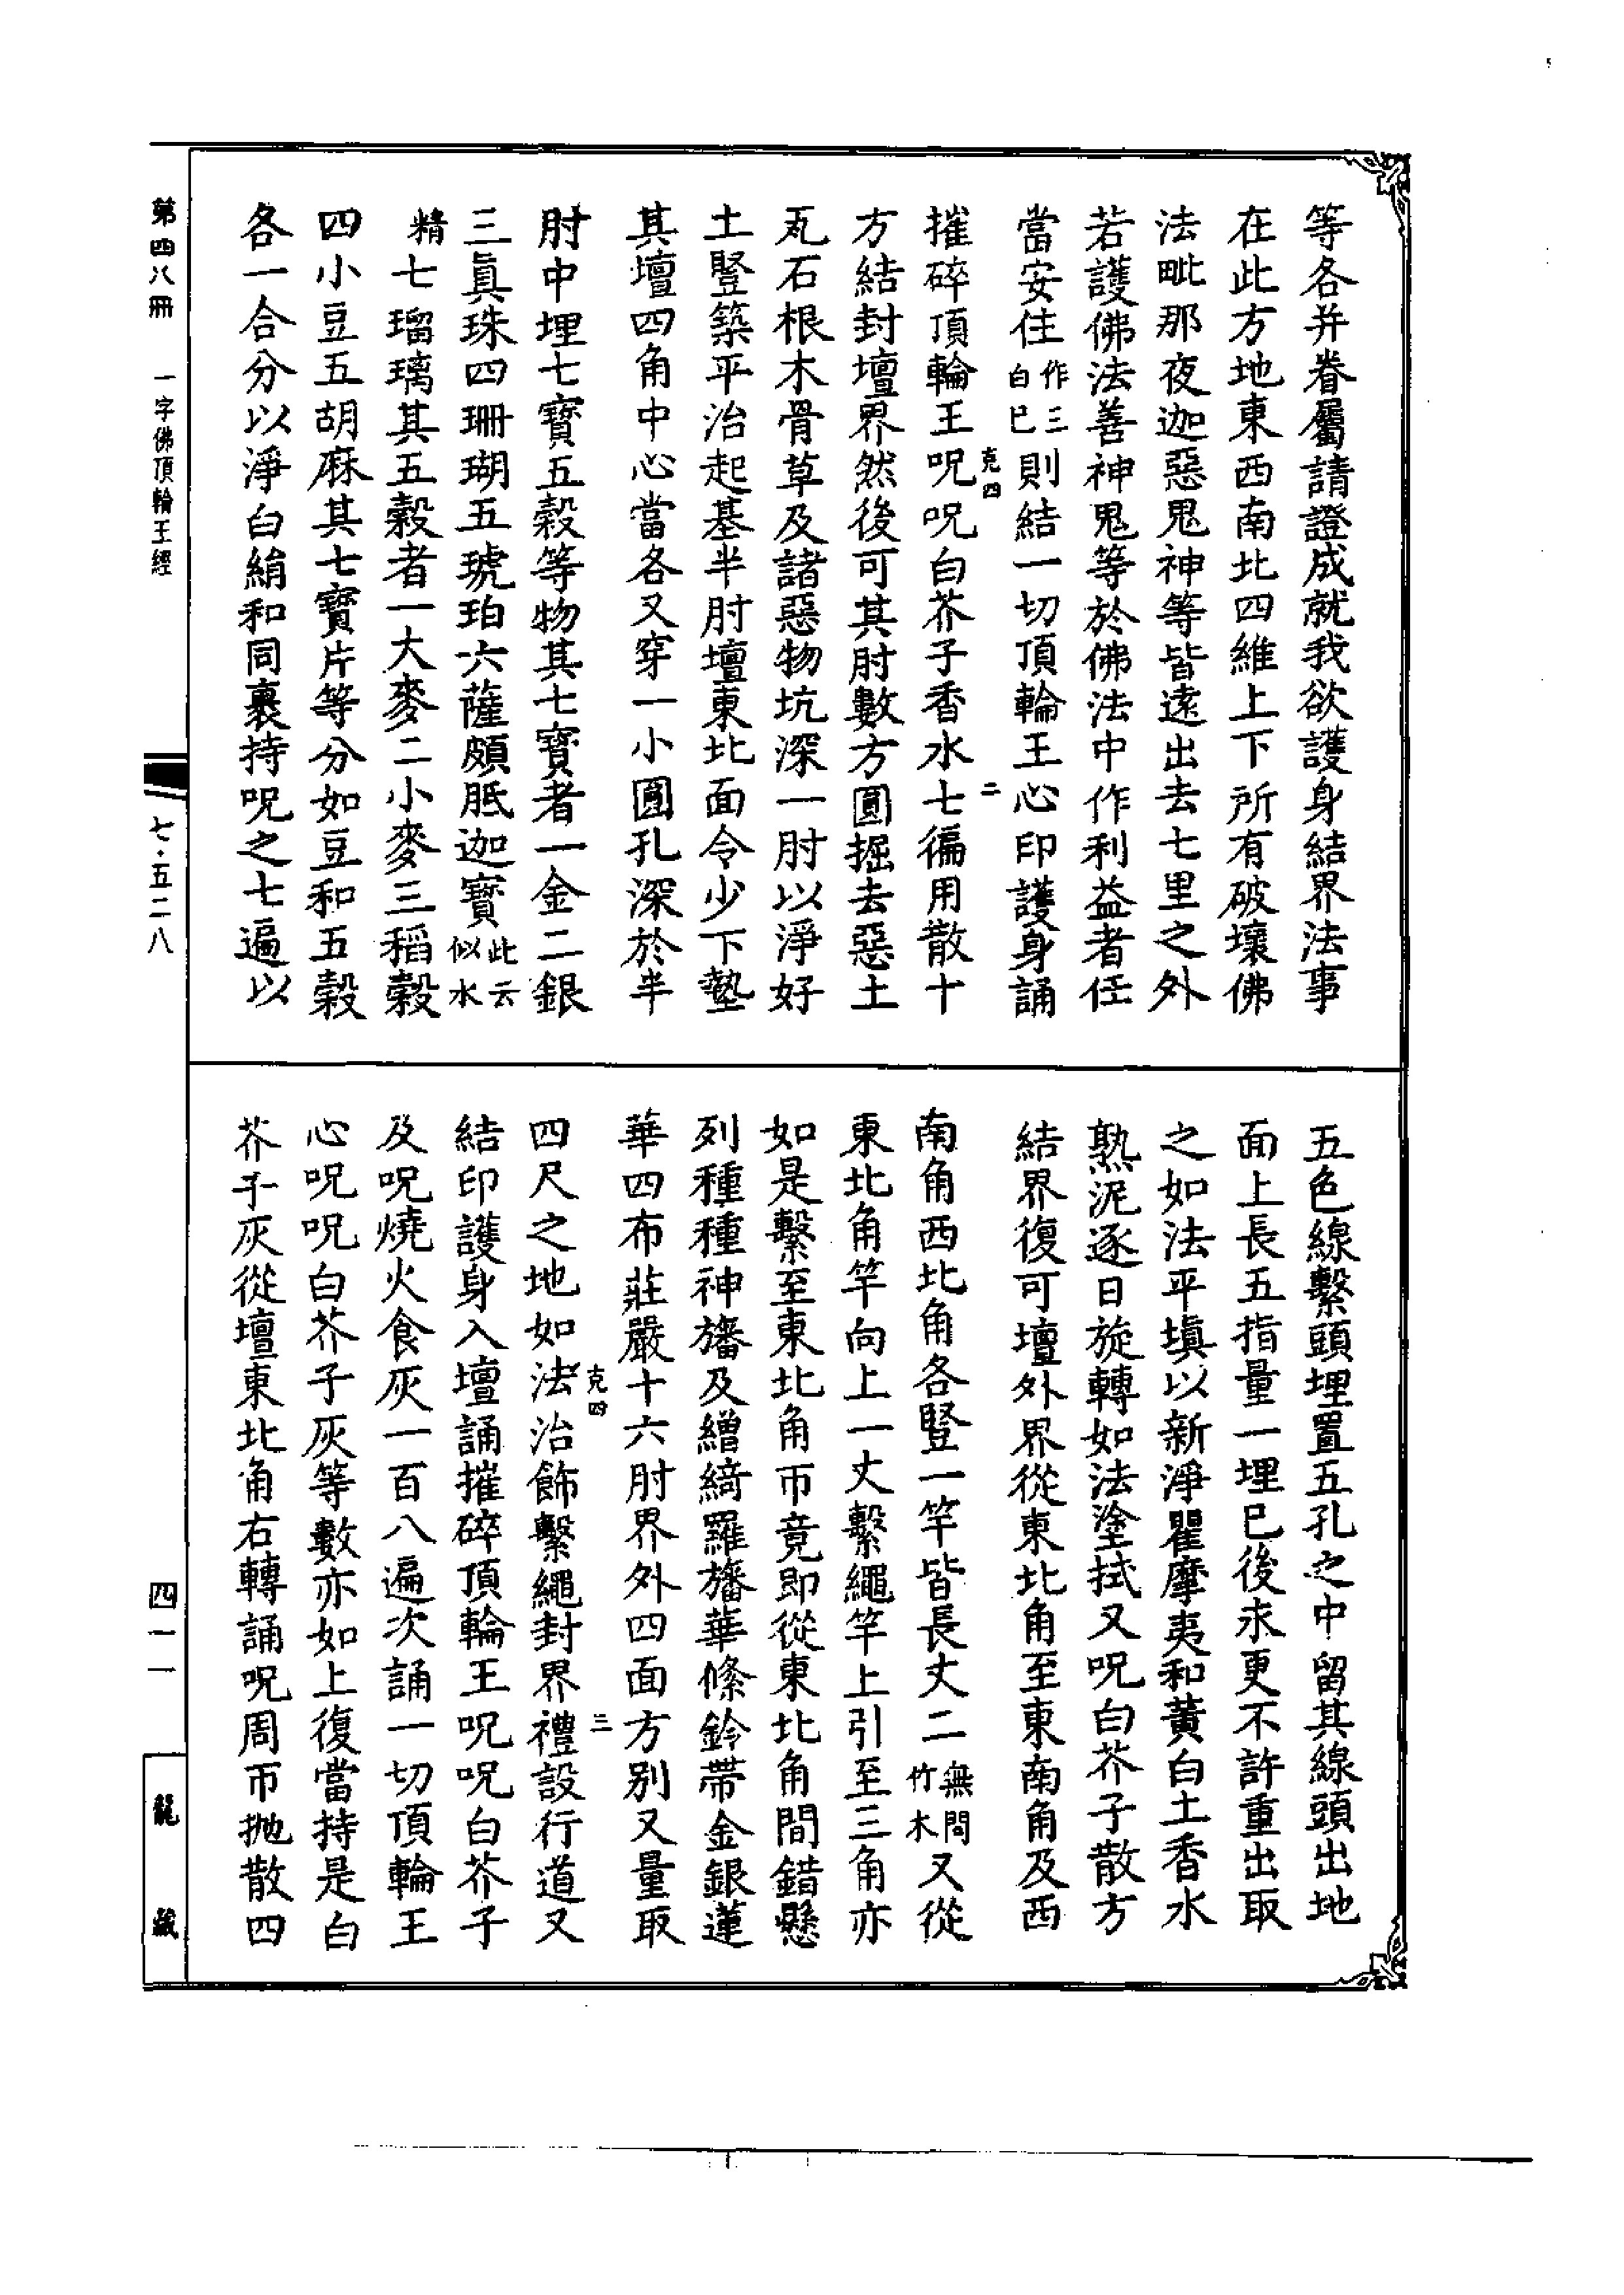 等各并眷屬請證成就我欲護身結界法事
在此方地東西南北四維上下所有破壞佛
法毗那夜迦惡鬼神等皆遠出去七里之外
若護佛法善神鬼等於佛法中作利益者任
當安住作三白已則結一切頂輪王心印護身誦
摧碎頂輪王呪呪白芥子香水七徧用散十
克四
二
方結封壇界然後可其肘數方圓掘去惡土
瓦石根木骨草及諸惡物坑深一肘以淨好
土豎築平治起基半肘壇東北面令少下墊
其壇四角中心當各又穿一小圓孔深於半
肘中埋七寶五穀等物其七寶者一金二銀
三眞珠四珊瑚五琥珀六薩頗胝迦寶此云似水
精七瑠璃其五穀者一大麥二小麥三稻穀
四小豆五胡麻其七寶片等分如豆和五穀
各一合分以淨白絹和同裹持呪之七遍以
五色線繫頭埋置五孔之中留其線頭出地
面上長五指量一埋已後求更不許重出取
之如法平塡以新淨瞿摩夷和黃白土香水
熟泥逐日旋轉如法塗拭又呪白芥子散方
結界復可壇外界從東北角至東南角及西
南角西北角各豎一竿皆長丈二無問竹木又從
東北角竿向上一丈繫繩竿上引至三角亦
如是繫至東北角帀竟即從東北角間錯懸
列種種神旛及繒綺羅旛華絛鈴帶金銀蓮
華四布莊嚴十六肘界外四面方別又量取
克四
三
四尺之地如法治飾繫繩封界禮設行道又
結印護身入壇誦摧碎頂輪王呪呪白芥子
及呪燒火食灰一百八遍次誦一切頂輪王
心呪呪白芥子灰等數亦如上復當持是白
芥子灰從壇東北角右轉誦呪周帀抛散四
第四八冊 一字佛頂輪王經
七·五二八
四一一
龍藏